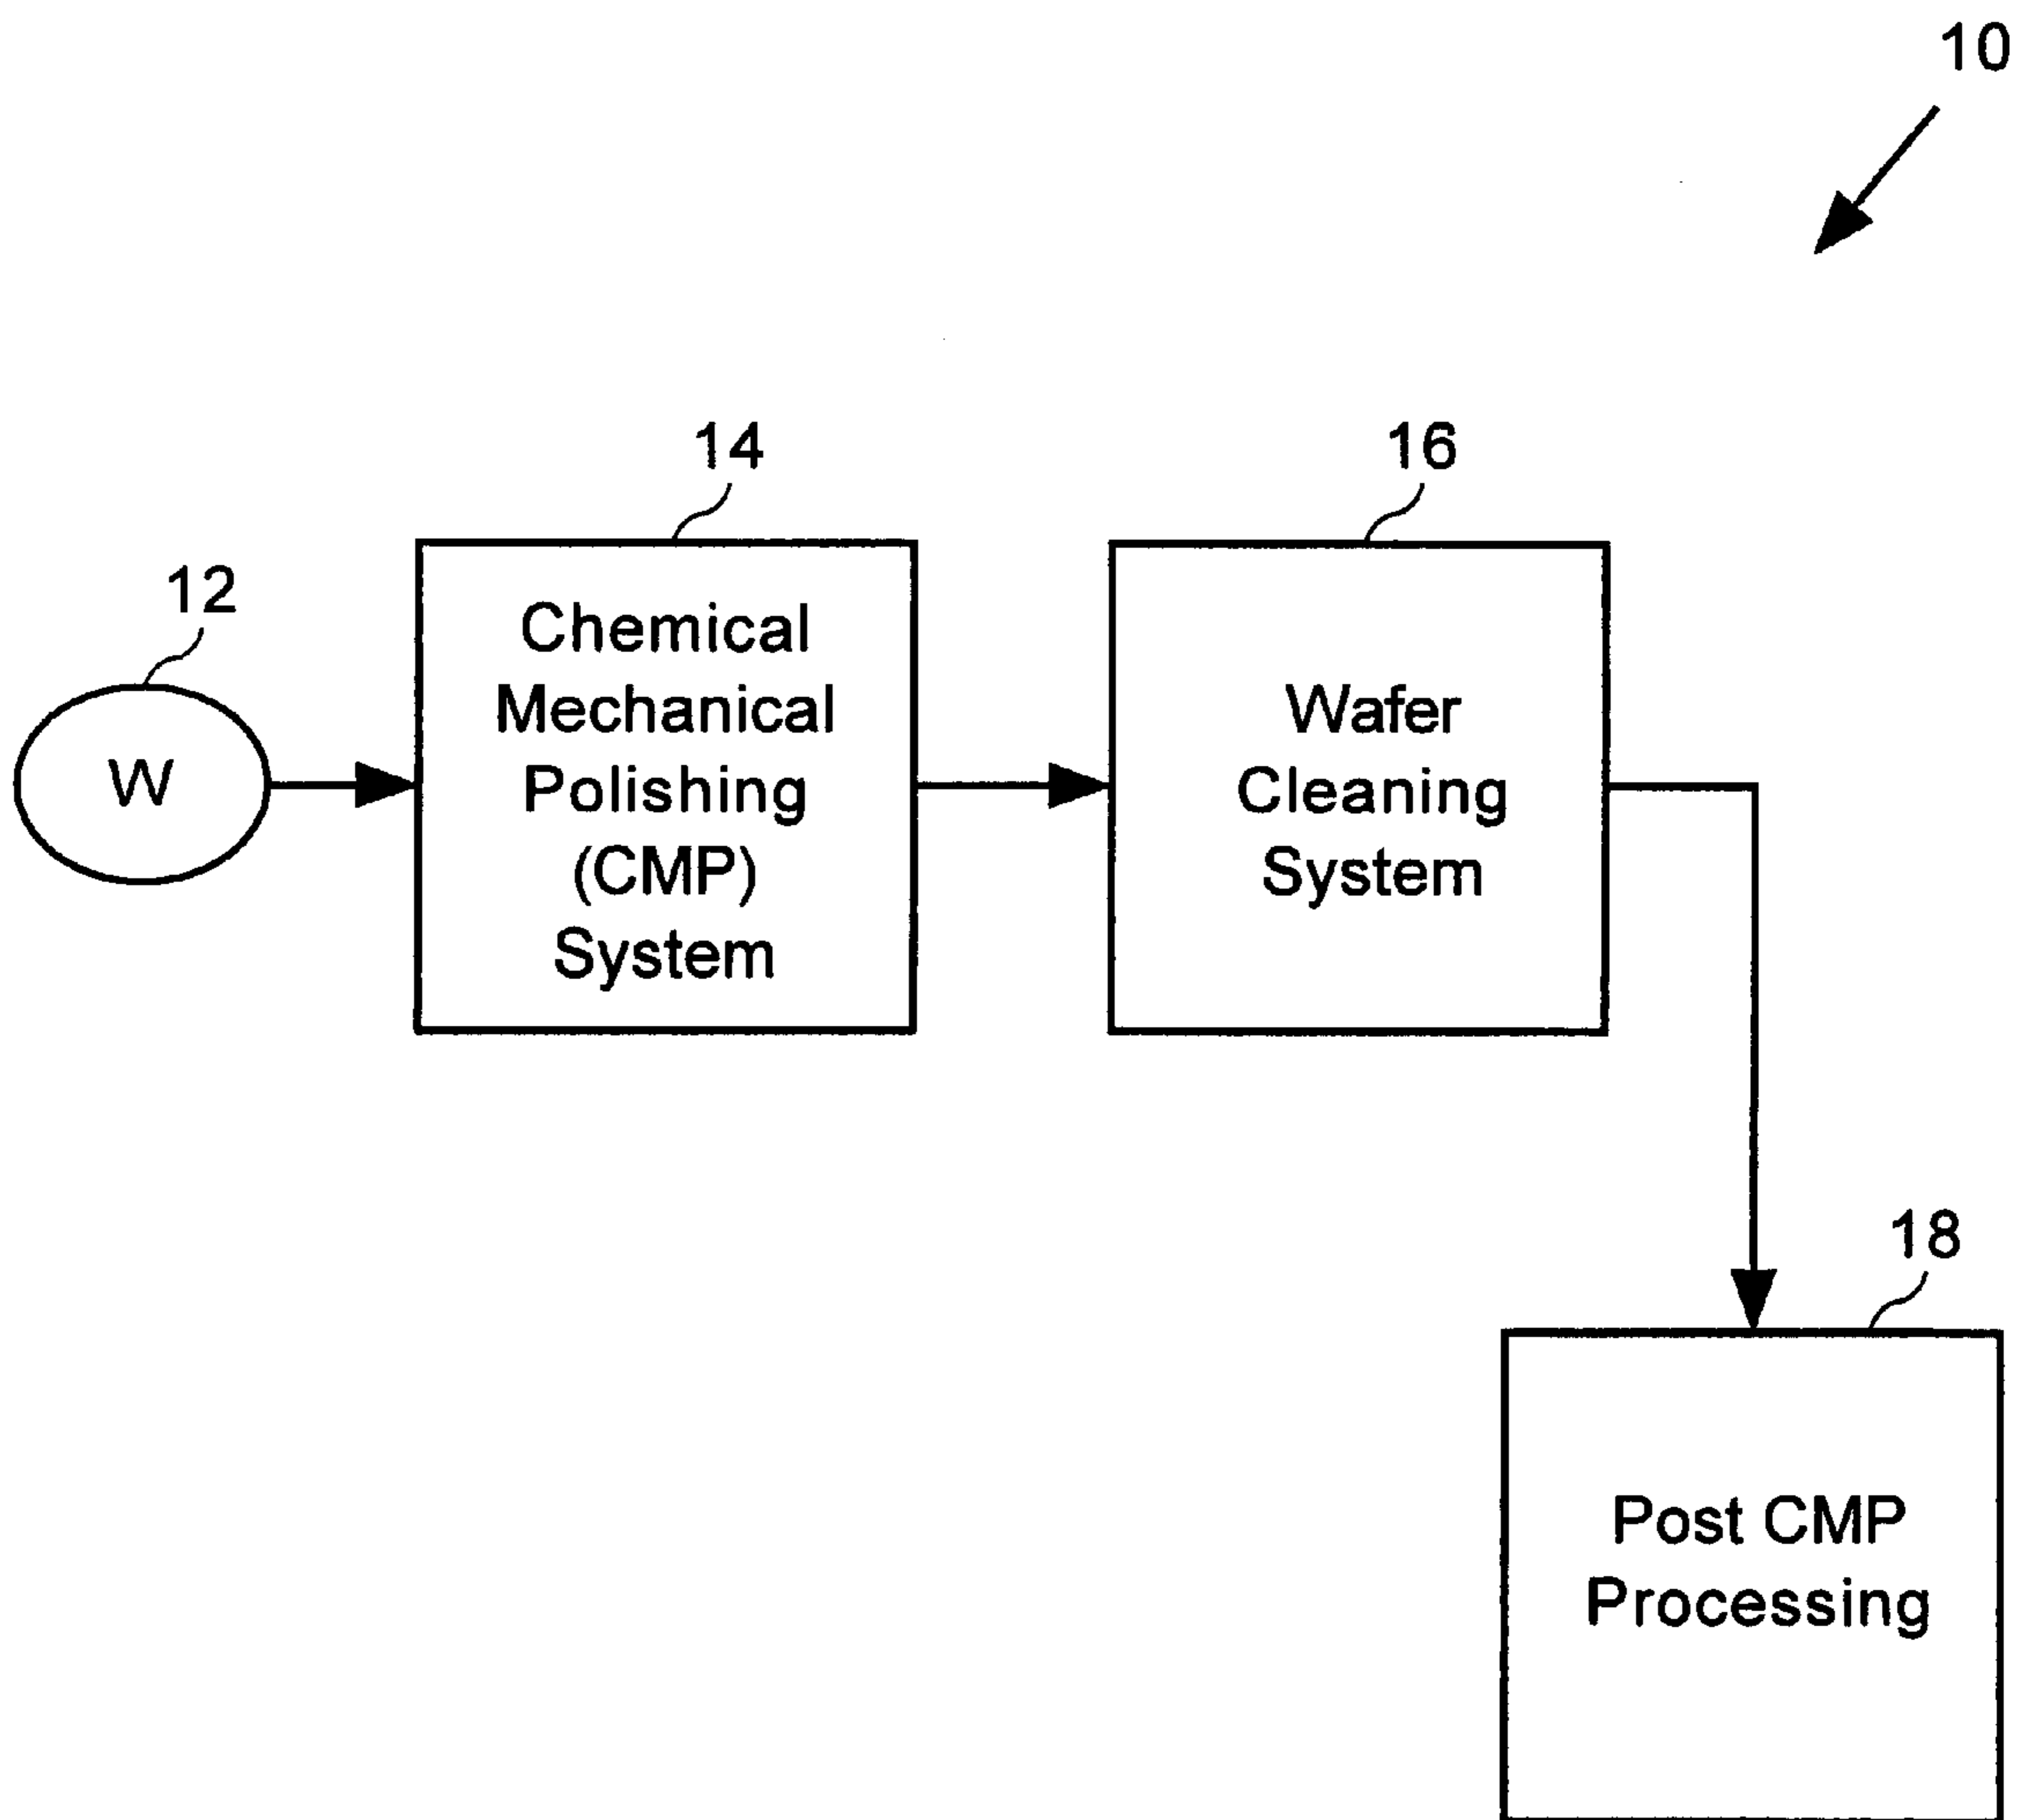 10
14
16
12
Chemical
Mechanical
Polishing
(CMP)
System
Wafer
Cleaning
System
W
18
Post CMP
Processing